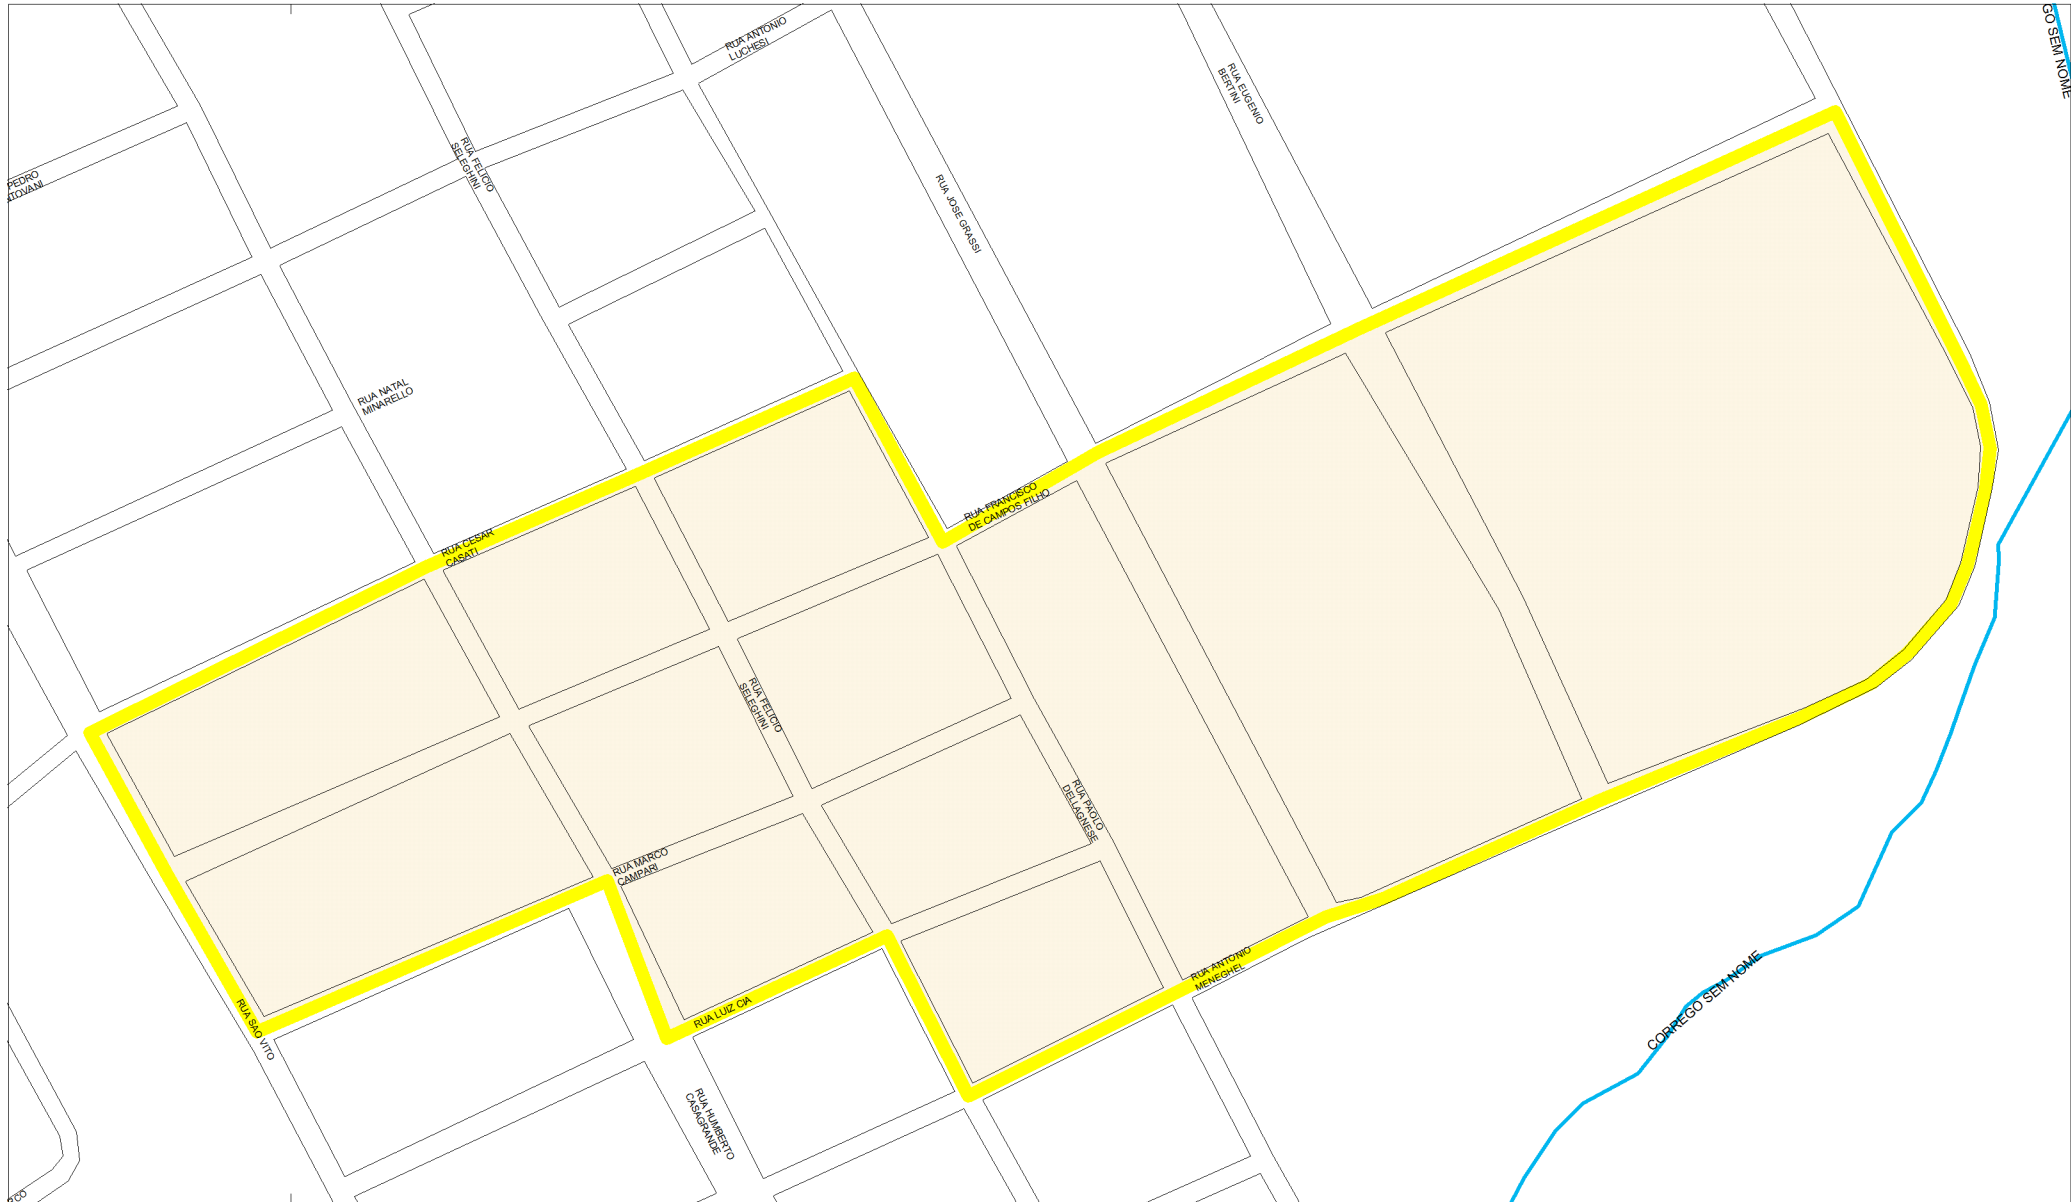 RUA ANTONIO
LUCHESI
GO SEM NOME
RUA EUGENIO
BERTINI
RUA FELICIO
SELEGHINI
PEDRO
TOVANI
RUA JOSE GRASSI
RUA NATAL
MINARELLO
RUA FRANCISCO
DE CAMPOS FILHO
RUA CESAR
CASATI
RUA FELICIO
SELEGHINI
RUA PAOLO
DELLAGNESE
RUA MARCO
CAMPARI
RUA ANTONIO
MENEGHEL
RUA LUIZ CIA
RUA SAO VITO
CORREGO SEM NOME
RUA HUMBERTO
CASAGRANDE
RCO